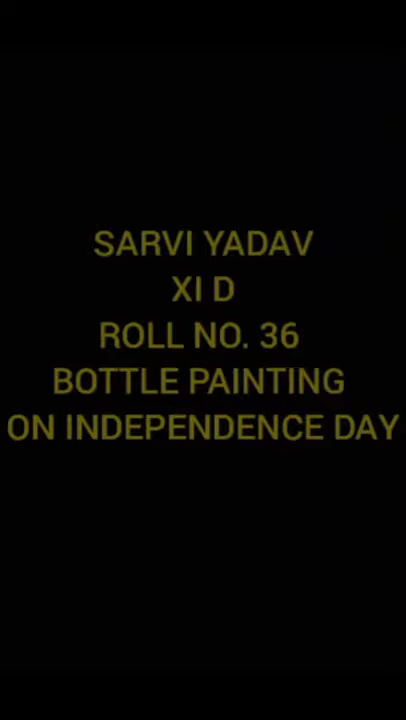 SARVI YADAV
XI D
ROLL NO. 36
BOTTLE PAINTING
ON INDEPENDENCE DAY